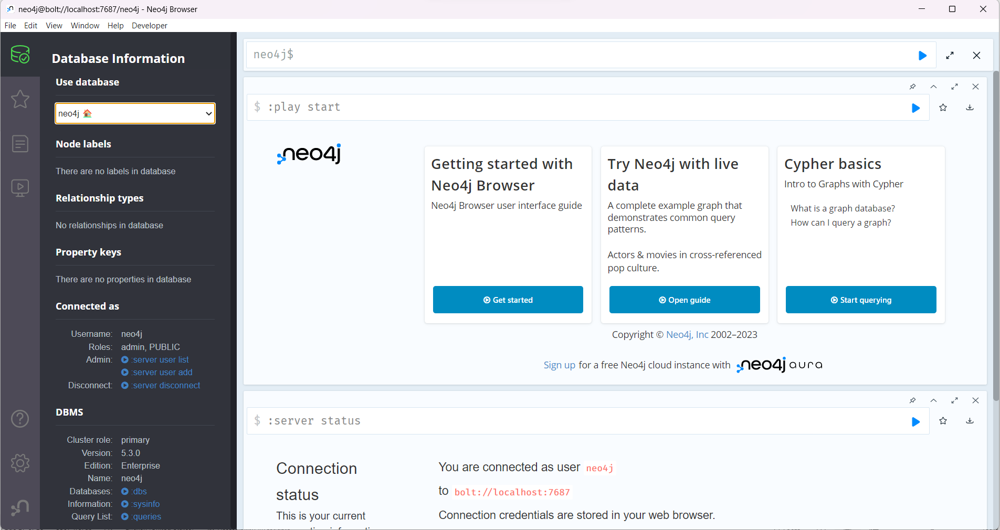 neo4j@bolt://localhost:7687/neo4j - Neo4j Browser
File Edit View Window Help Developer
Database Information
Use database
neo4j
Node labels
There are no labels in database
Relationship types
No relationships in database
Property keys
There are no properties in database
Connected as
Username: neo4j
Roles: admin, PUBLIC
Admin: :server user list
:server user add
Disconnect: :server disconnect
DBMS
Cluster role: primary
Version: 5.3.0
Edition: Enterprise
Name: neo4j
Databases: :dbs
Information: :sysinfo
Query List: :queries
neo4j$
$ :play start
neo4j
Getting started with
Neo4j Browser
Neo4j Browser user interface guide
Get started
Try Neo4j with live
data
A complete example graph that
demonstrates common query
patterns.
Actors & movies in cross-referenced
pop culture.
Open guide
Cypher basics
Intro to Graphs with Cypher
What is a graph database?
How can I query a graph?
Start querying
Copyright © Neo4j, Inc 2002–2023
Sign up for a free Neo4j cloud instance with neo4j aura
$ :server status
Connection
status
This is your current
You are connected as user neo4j
to bolt://localhost:7687
Connection credentials are stored in your web browser.